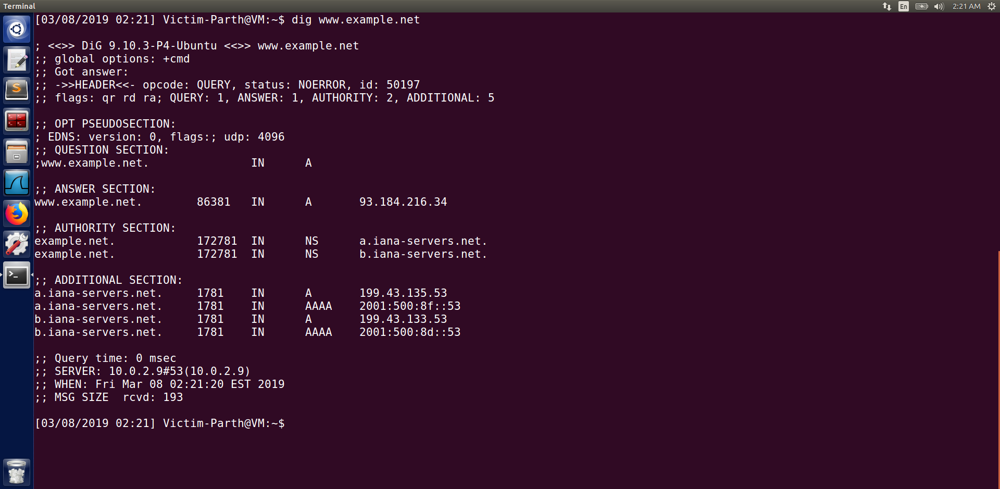 Terminal
En
2:21 AM
[03/08/2019 02:21] Victim-Parth@VM:~$ dig www.example.net
; <<>> DiG 9.10.3-P4-Ubuntu <<>> www.example.net
;; global options: +cmd
;; Got answer:
;; ->>HEADER<<- opcode: QUERY, status: NOERROR, id: 50197
;; flags: qr rd ra; QUERY: 1, ANSWER: 1, AUTHORITY: 2, ADDITIONAL: 5
;; OPT PSEUDOSECTION:
; EDNS: version: 0, flags:; udp: 4096
;; QUESTION SECTION:
;www.example.net. IN A
;; ANSWER SECTION:
www.example.net. 86381 IN A 93.184.216.34
;; AUTHORITY SECTION:
example.net. 172781 IN NS a.iana-servers.net.
example.net. 172781 IN NS b.iana-servers.net.
;; ADDITIONAL SECTION:
a.iana-servers.net. 1781 IN A 199.43.135.53
a.iana-servers.net. 1781 IN AAAA 2001:500:8f::53
b.iana-servers.net. 1781 IN A 199.43.133.53
b.iana-servers.net. 1781 IN AAAA 2001:500:8d::53
;; Query time: 0 msec
;; SERVER: 10.0.2.9#53(10.0.2.9)
;; WHEN: Fri Mar 08 02:21:20 EST 2019
;; MSG SIZE  rcvd: 193
[03/08/2019 02:21] Victim-Parth@VM:~$